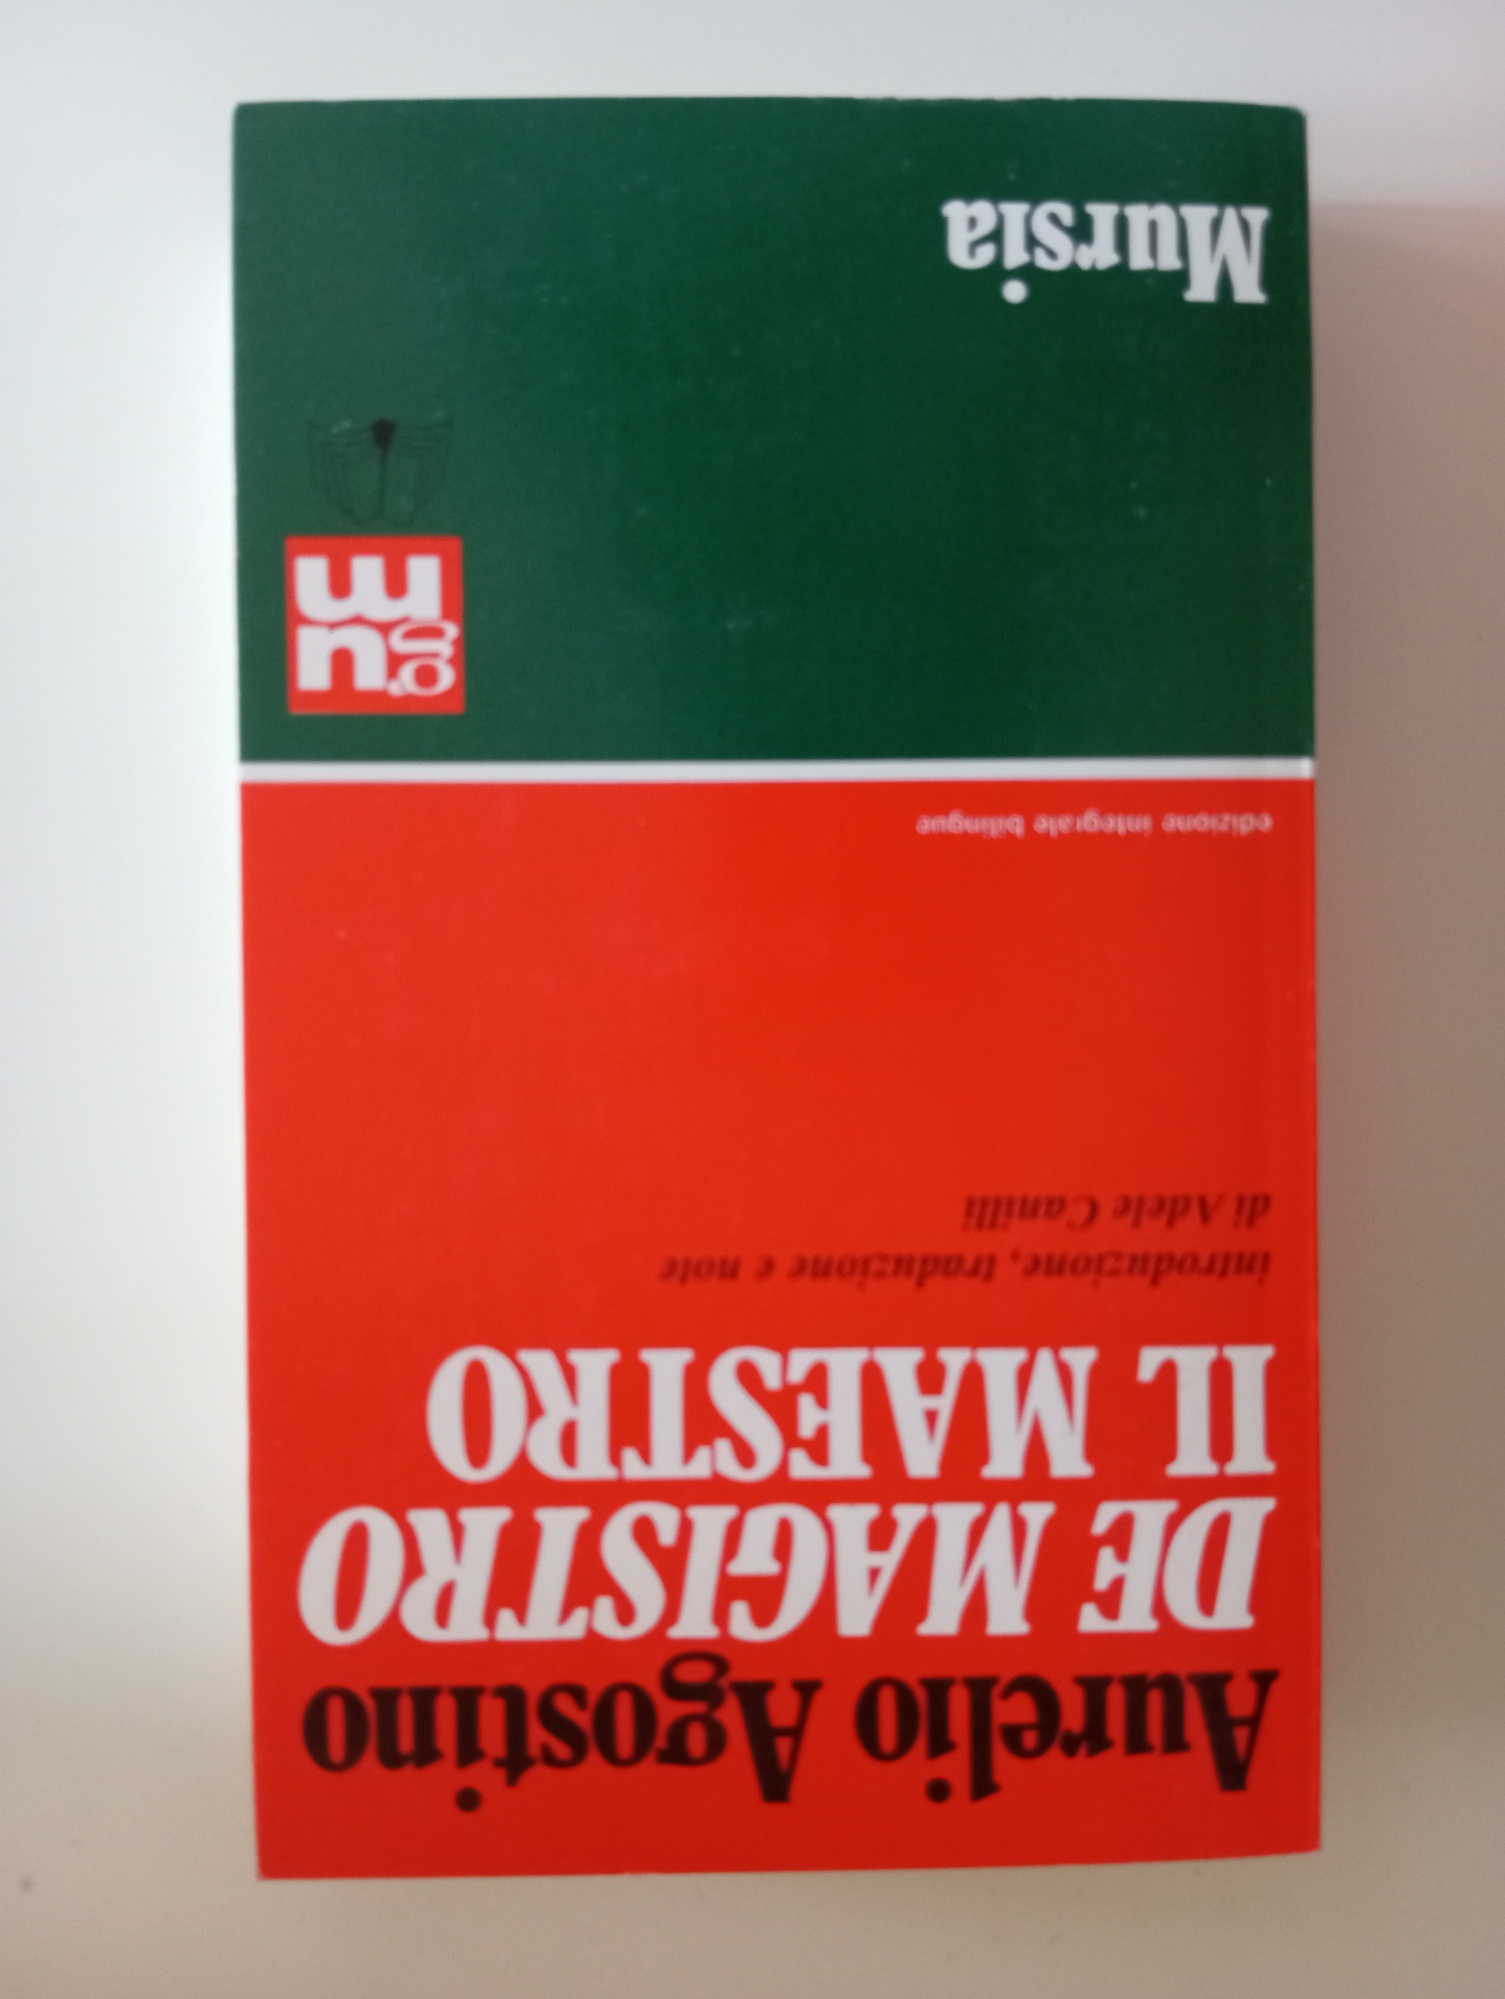 Aurelio Agostino
DE MAGISTRO
IL MAESTRO
introduzione, traduzione e note
di Adele Canilli
edizione integrale bilingue
Mursia